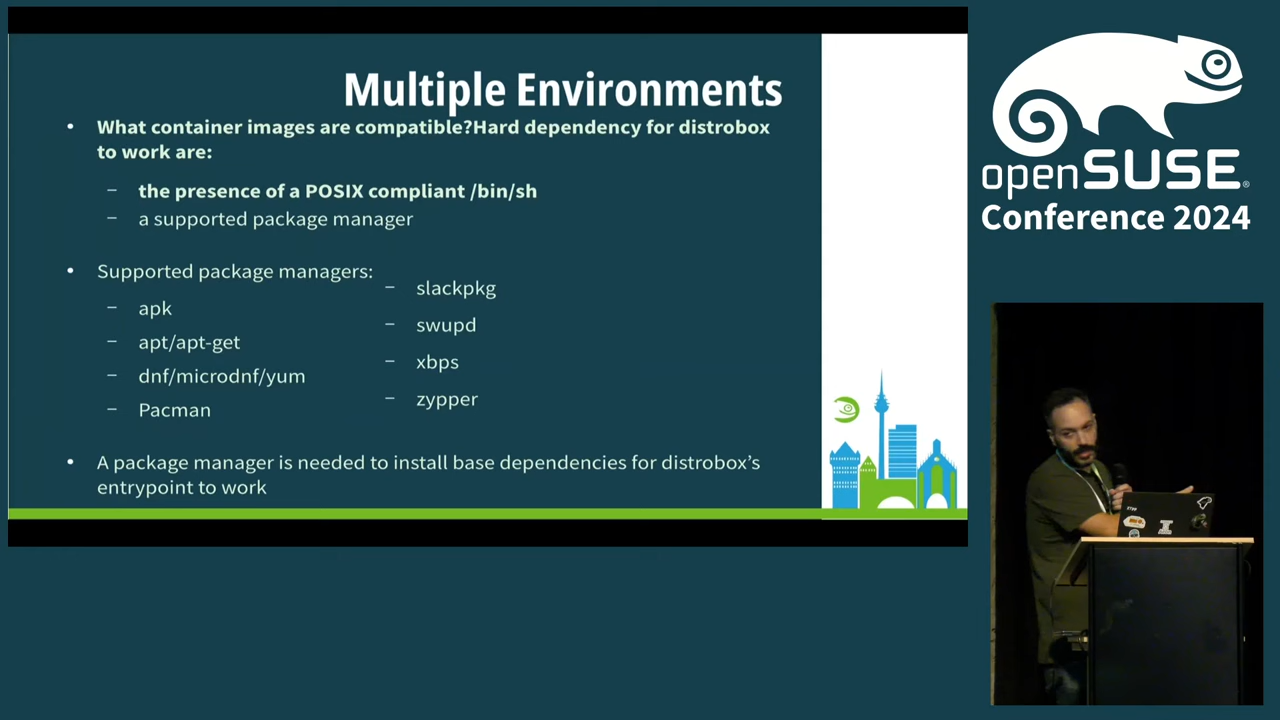 Multiple Environments
• What container images are compatible?Hard dependency for distrobox
to work are:
– the presence of a POSIX compliant /bin/sh
– a supported package manager
• Supported package managers:
– apk
– apt/apt-get
– dnf/microdnf/yum
– Pacman
– slackpkg
– swupd
– xbps
– zypper
• A package manager is needed to install base dependencies for distrobox’s
entrypoint to work
openSUSE®
Conference 2024